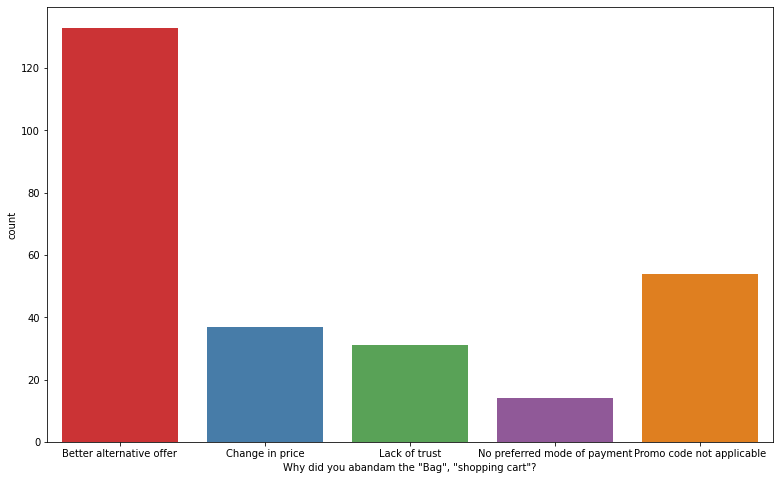 120
100
80
60
40
20
0
count
Better alternative offer
Change in price
Lack of trust
No preferred mode of payment
Promo code not applicable
Why did you abandam the "Bag", "shopping cart"?